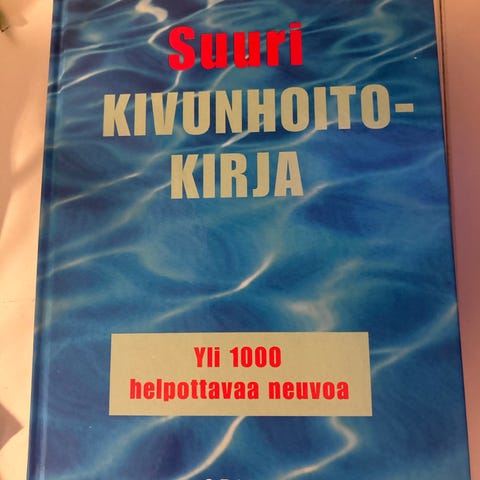 Suuri
KIVUNHOITO-
KIRJA
Yli 1000
helpottavaa neuvoa